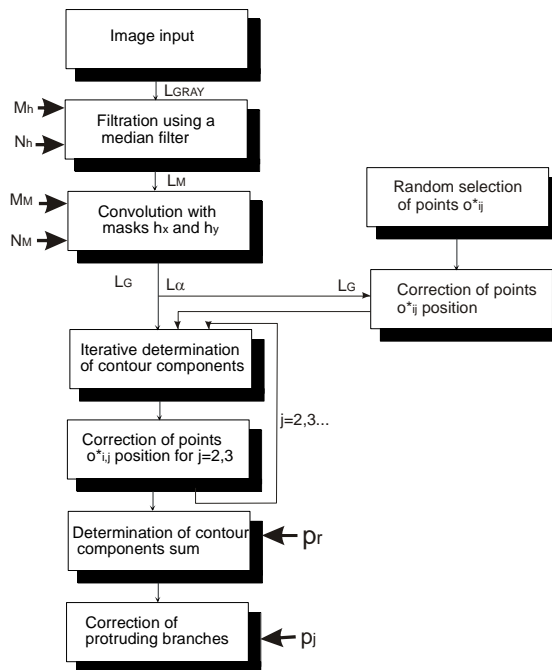 Image input
LGRAY
Mh
Filtration using a
median filter
Nh
LM
MM
Convolution with
masks hx and hy
NM
Random selection
of points o*ij
LG
Lα
LG
Correction of points
o*ij position
Iterative determination
of contour components
j=2,3...
Correction of points
o*i,j position for j=2,3
Determination of contour
components sum
pr
Correction of
protruding branches
pj